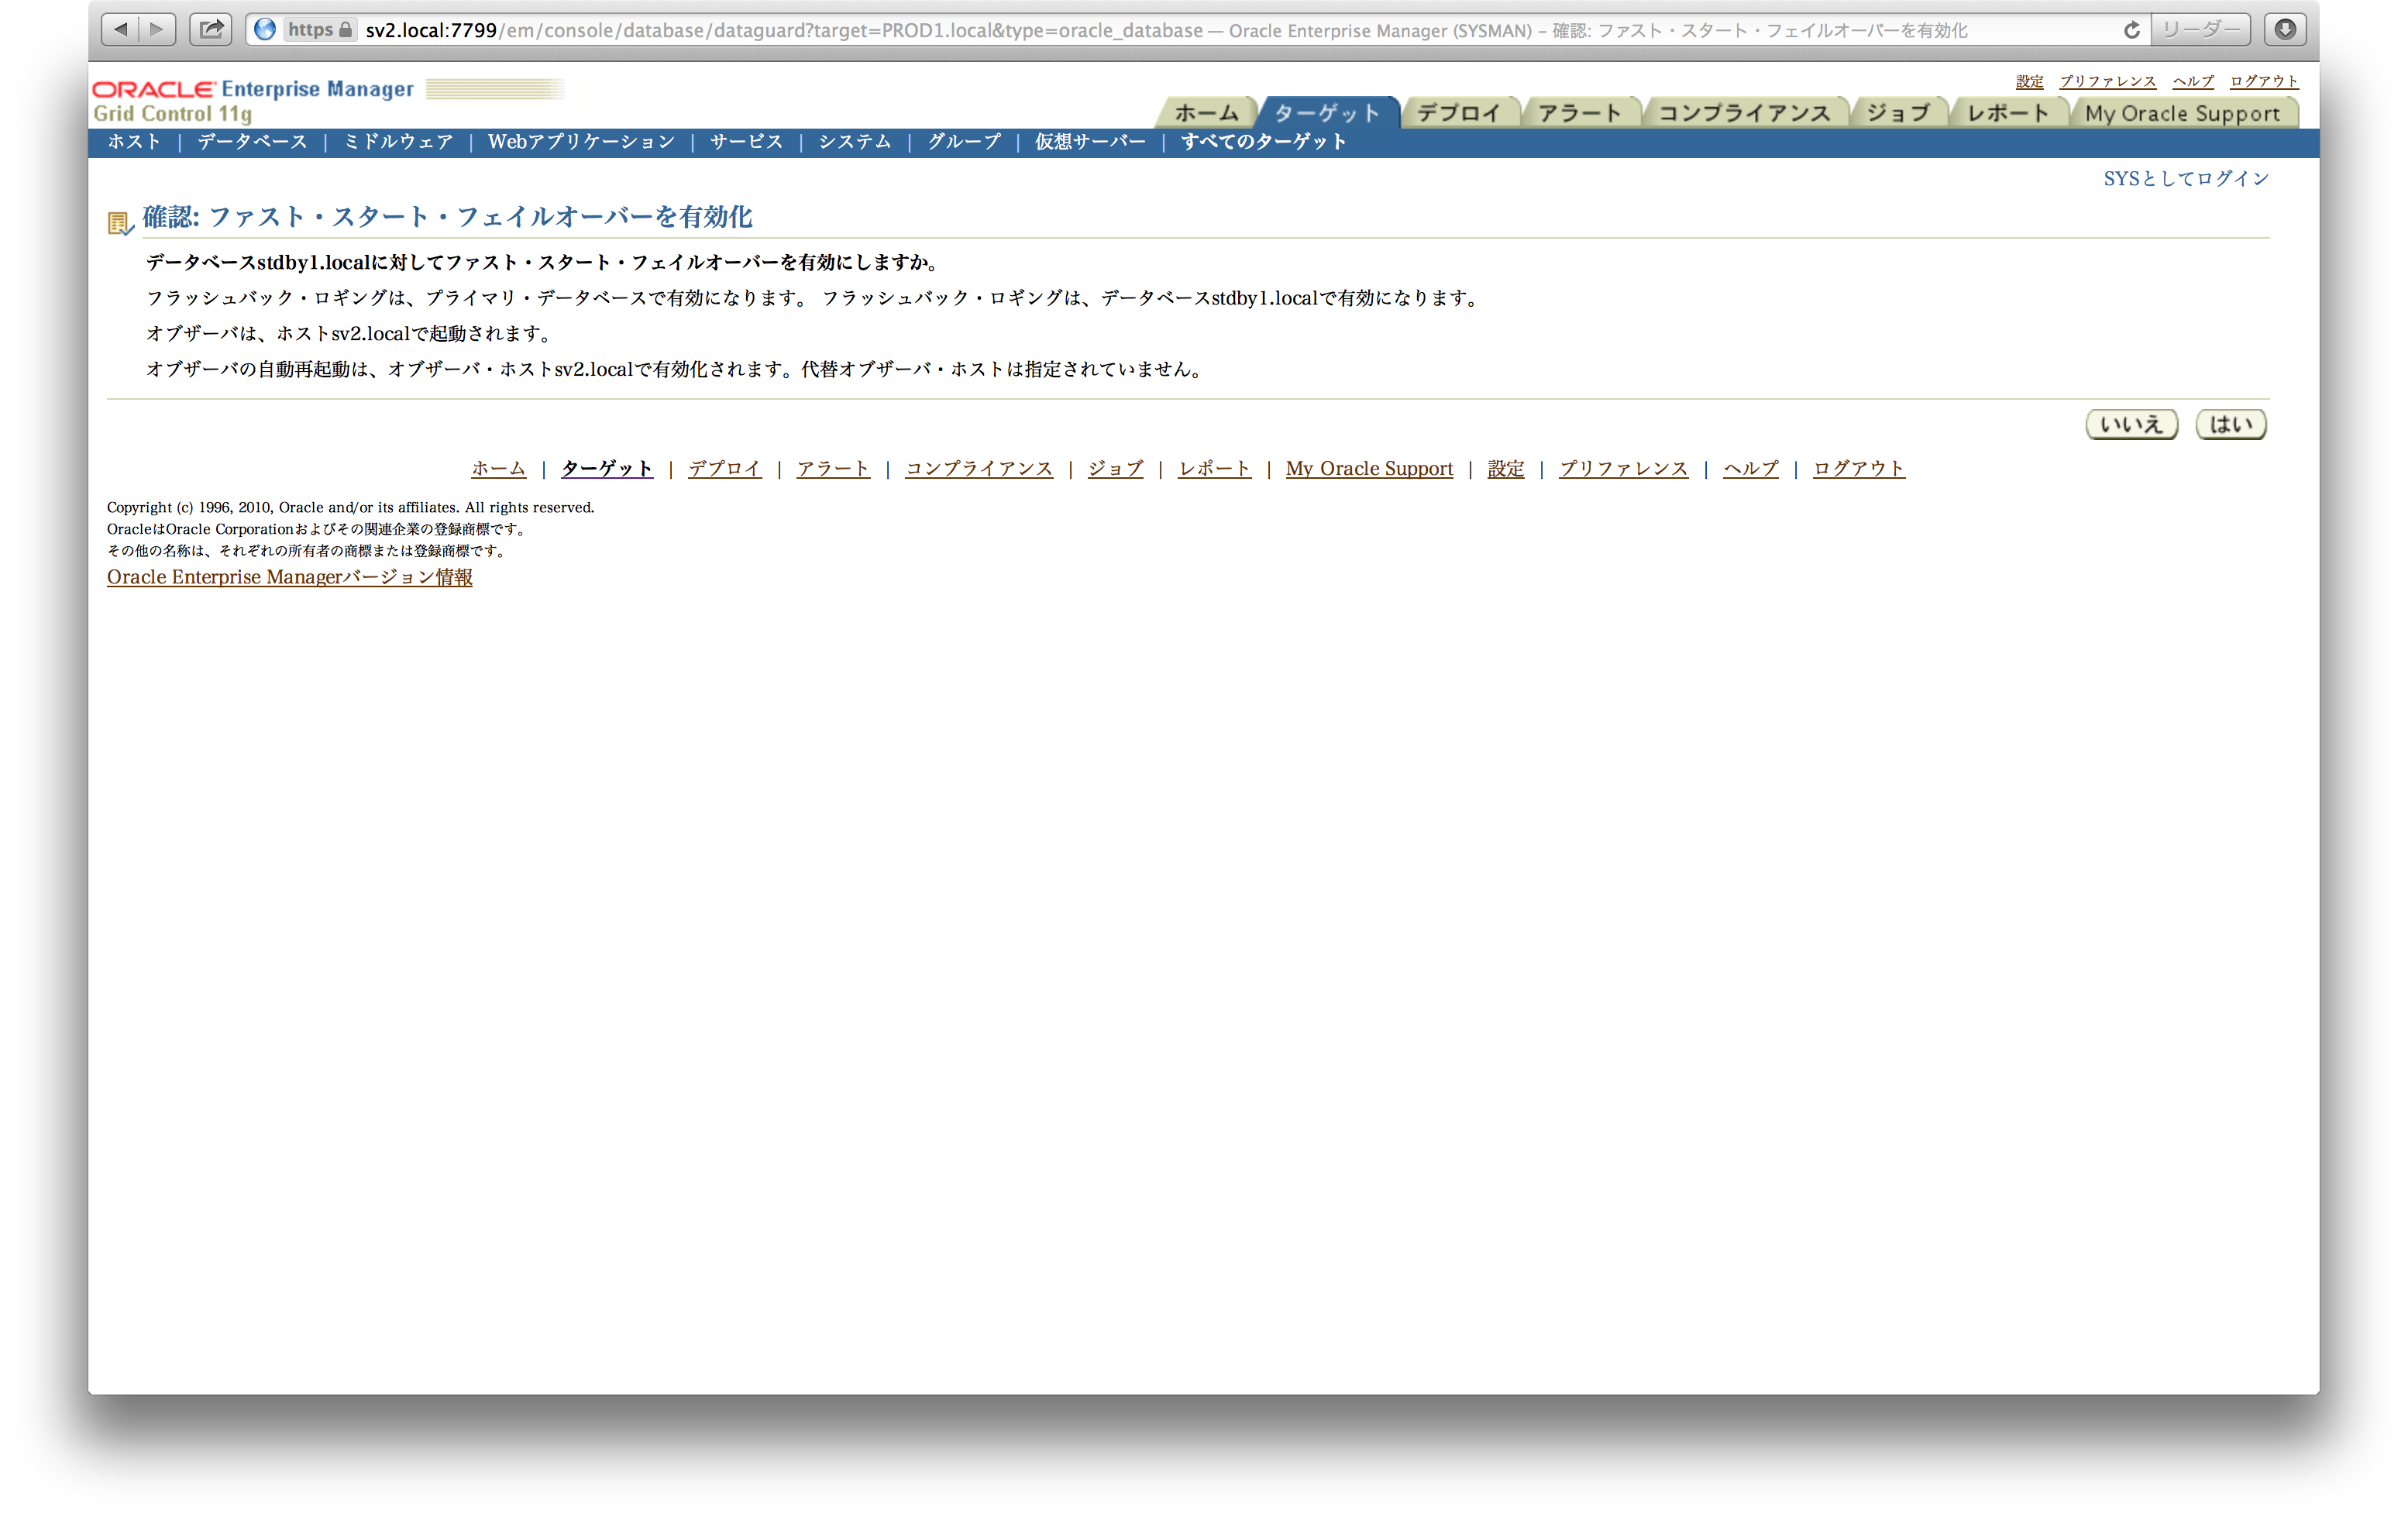 https sv2.local:7799/em/console/database/dataguard?target=PROD1.local&type=oracle_database — Oracle Enterprise Manager (SYSMAN) – 確認: ファスト・スタート・フェイルオーバーを有効化 リーダー
設定 プリファレンス ヘルプ ログアウト
ORACLE Enterprise Manager
Grid Control 11g
ホーム ターゲット デプロイ アラート コンプライアンス ジョブ レポート My Oracle Support
ホスト | データベース | ミドルウェア | Webアプリケーション | サービス | システム | グループ | 仮想サーバー | すべてのターゲット
SYSとしてログイン
確認: ファスト・スタート・フェイルオーバーを有効化
データベースstdby1.localに対してファスト・スタート・フェイルオーバーを有効にしますか。
フラッシュバック・ロギングは、プライマリ・データベースで有効になります。 フラッシュバック・ロギングは、データベースstdby1.localで有効になります。
オブザーバは、ホストsv2.localで起動されます。
オブザーバの自動再起動は、オブザーバ・ホストsv2.localで有効化されます。代替オブザーバ・ホストは指定されていません。
いいえ はい
ホーム | ターゲット | デプロイ | アラート | コンプライアンス | ジョブ | レポート | My Oracle Support | 設定 | プリファレンス | ヘルプ | ログアウト
Copyright (c) 1996, 2010, Oracle and/or its affiliates. All rights reserved.
OracleはOracle Corporationおよびその関連企業の登録商標です。
その他の名称は、それぞれの所有者の商標または登録商標です。
Oracle Enterprise Managerバージョン情報